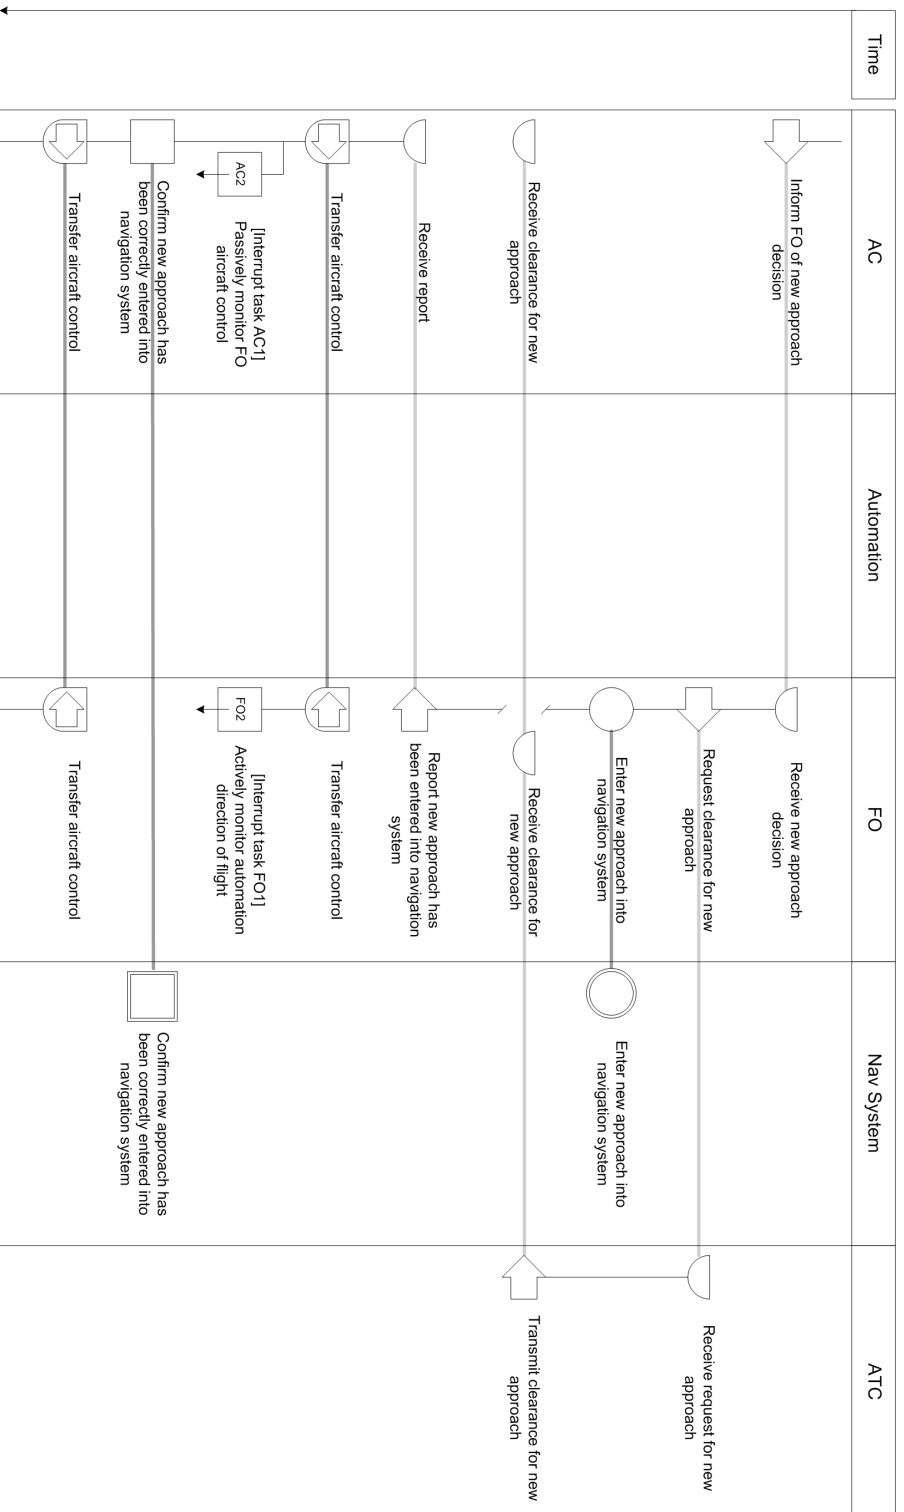 Time
AC
Automation
FO
Nav System
ATC
Inform FO of new approach
decision
Receive new approach
decision
Request clearance for new
approach
Receive request for new
approach
Enter new approach into
navigation system
Enter new approach into
navigation system
Receive clearance for new
approach
Receive clearance for
new approach
Transmit clearance for new
approach
Receive report
Report new approach has
been entered into navigation
system
Transfer aircraft control
Transfer aircraft control
AC2
[Interrupt task AC1]
Passively monitor FO
aircraft control
FO2
[Interrupt task FO1]
Actively monitor automation
direction of flight
Confirm new approach has
been correctly entered into
navigation system
Confirm new approach has
been correctly entered into
navigation system
Transfer aircraft control
Transfer aircraft control